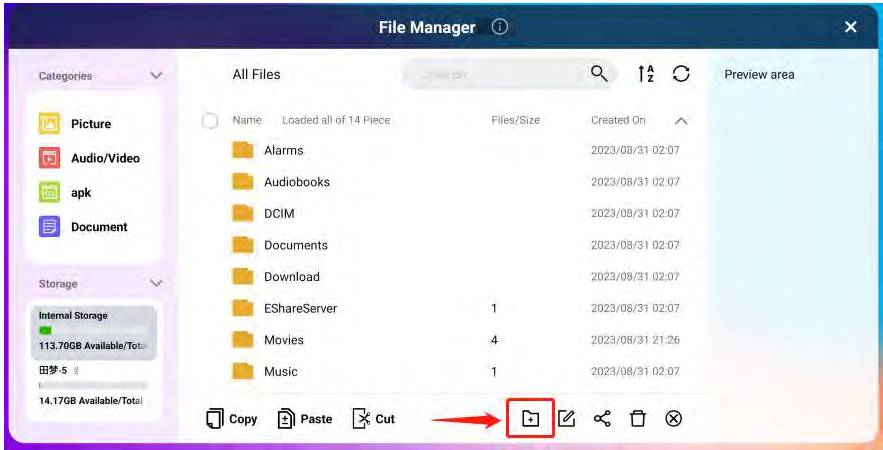 File Manager
Categories
Picture
Audio/Video
apk
Document
Storage
Internal Storage
113.70GB Available/Tot
田梦-5
14.17GB Available/Total
All Files
Name Loaded all of 14 Piece Files/Size Created On
Alarms 2023/08/31 02:07
Audiobooks 2023/08/31 02:07
DCIM 2023/08/31 02:07
Documents 2023/08/31 02:07
Download 2023/08/31 02:07
EShareServer 1 2023/08/31 02:07
Movies 4 2023/08/31 21:26
Music 1 2023/08/31 02:07
Copy Paste Cut
Preview area